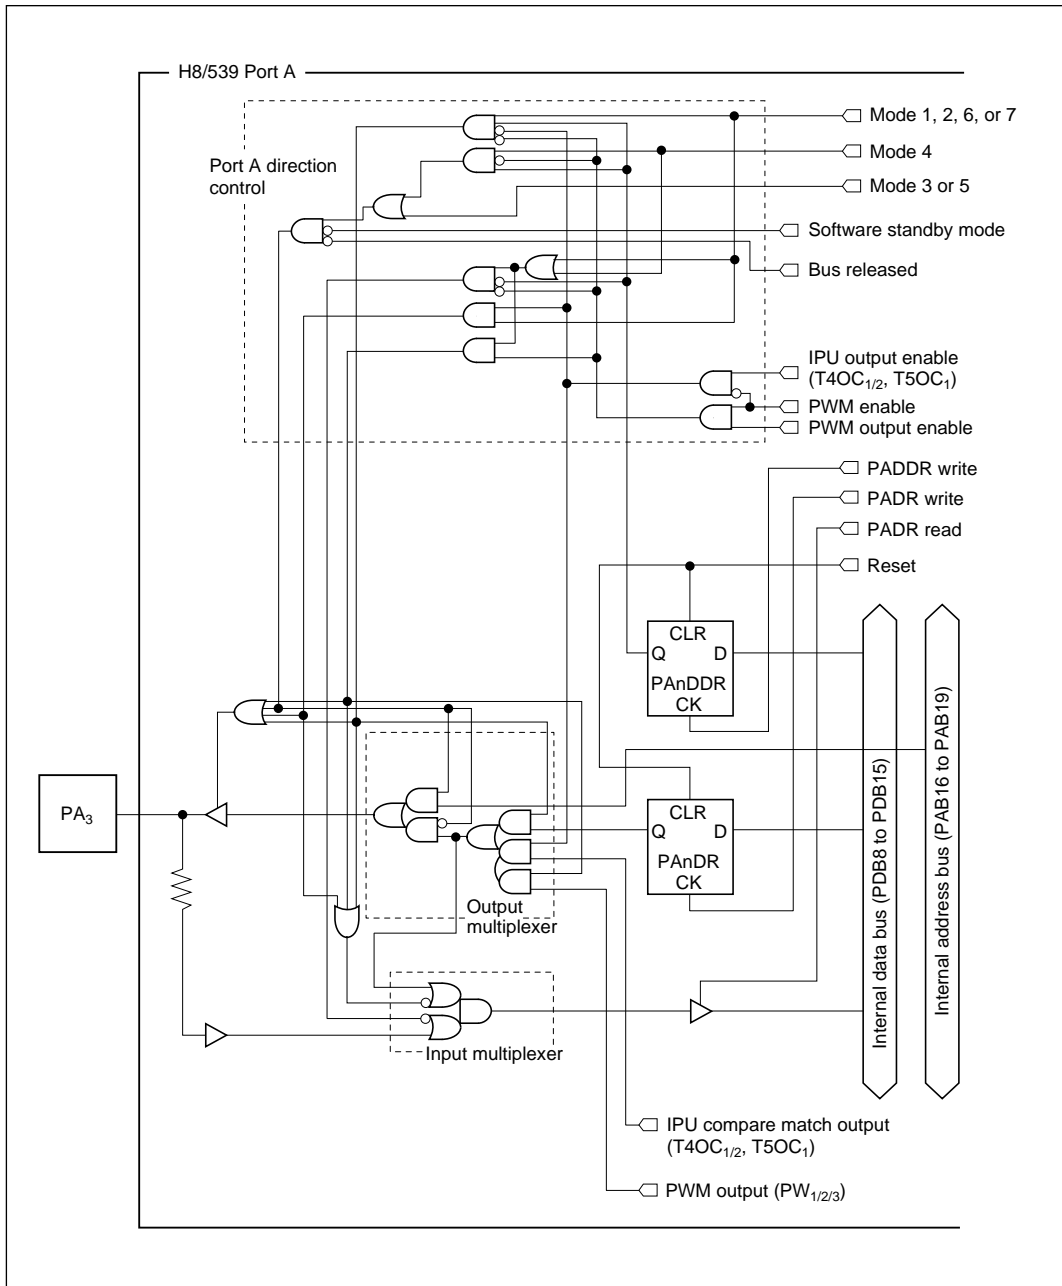 H8/539 Port A
Port A direction
control
Mode 1, 2, 6, or 7
Mode 4
Mode 3 or 5
Software standby mode
Bus released
IPU output enable
(T4OC1/2, T5OC1)
PWM enable
PWM output enable
PADDR write
PADR write
PADR read
Reset
CLR
Q D
PAnDDR
CK
CLR
Q D
PAnDR
CK
PA3
Output
multiplexer
Input multiplexer
Internal data bus (PDB8 to PDB15)
Internal address bus (PAB16 to PAB19)
IPU compare match output
(T4OC1/2, T5OC1)
PWM output (PW1/2/3)